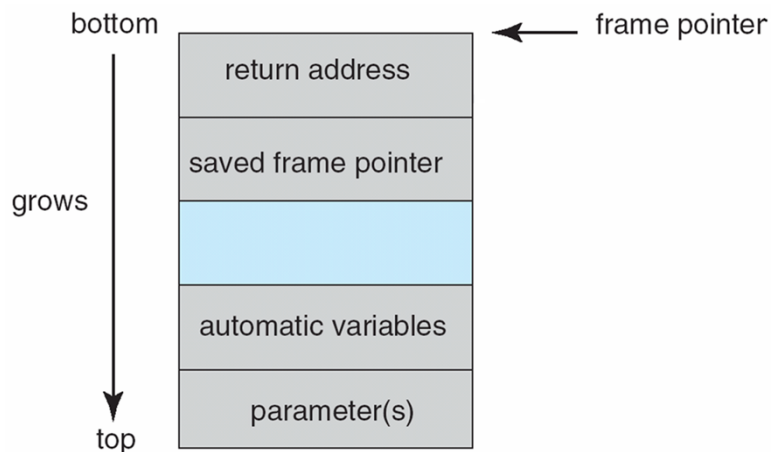 bottom
frame pointer
return address
saved frame pointer
grows
automatic variables
parameter(s)
top